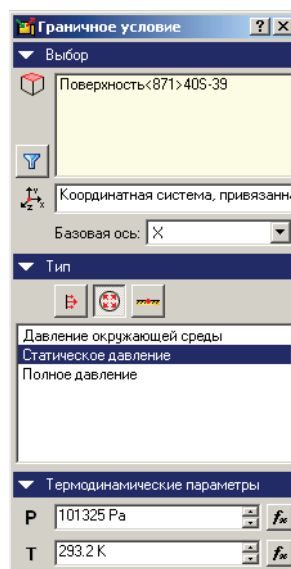 Граничное условие
Выбор
Поверхность<871>40S-39
Координатная система, привязанн
Базовая ось: X
Тип
Давление окружающей среды
Статическое давление
Полное давление
Термодинамические параметры
P 101325 Pa
T 293.2 K